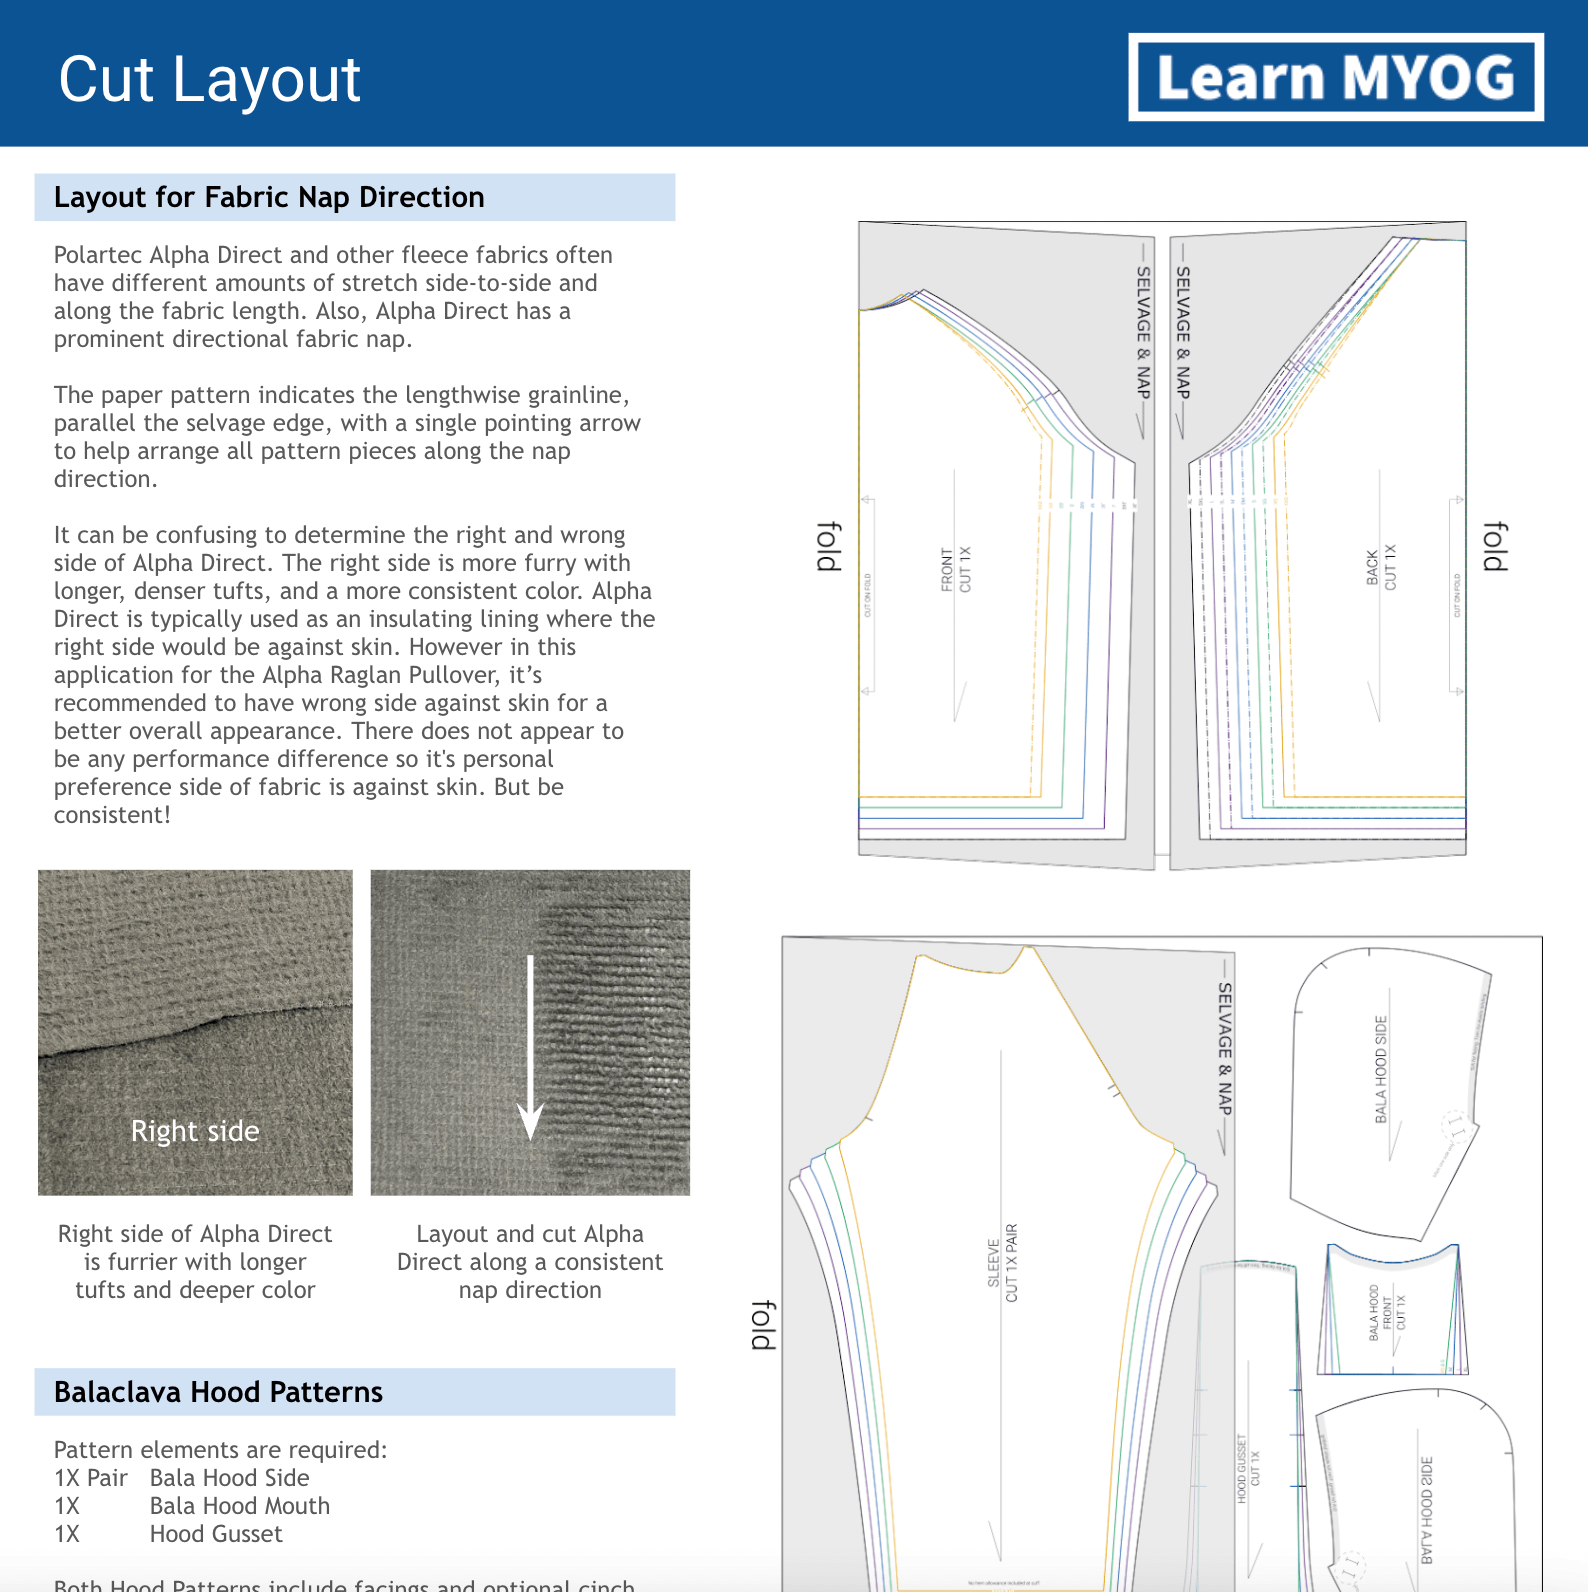 Cut Layout
Learn MYOG
Layout for Fabric Nap Direction
Polartec Alpha Direct and other fleece fabrics often
have different amounts of stretch side-to-side and
along the fabric length. Also, Alpha Direct has a
prominent directional fabric nap.
The paper pattern indicates the lengthwise grainline,
parallel the selvage edge, with a single pointing arrow
to help arrange all pattern pieces along the nap
direction.
It can be confusing to determine the right and wrong
side of Alpha Direct. The right side is more furry with
longer, denser tufts, and a more consistent color. Alpha
Direct is typically used as an insulating lining where the
right side would be against skin. However in this
application for the Alpha Raglan Pullover, it’s
recommended to have wrong side against skin for a
better overall appearance. There does not appear to
be any performance difference so it's personal
preference side of fabric is against skin. But be
consistent!
Right side
Right side of Alpha Direct
is furrier with longer
tufts and deeper color
Layout and cut Alpha
Direct along a consistent
nap direction
Balaclava Hood Patterns
Pattern elements are required:
1X Pair Bala Hood Side
1X Bala Hood Mouth
1X Hood Gusset
Both Hood Patterns include facings and optional cinch
fold
CUT ON FOLD
FRONT
CUT 1X
SELVAGE & NAP
SELVAGE & NAP
BACK
CUT 1X
CUT ON FOLD
fold
fold
SLEEVE
CUT 1X PAIR
SELVAGE & NAP
BALA HOOD SIDE
BALA HOOD
FRONT
CUT 1X
HOOD GUSSET
CUT 1X
BALA HOOD SIDE
No hem allowance included at cuff